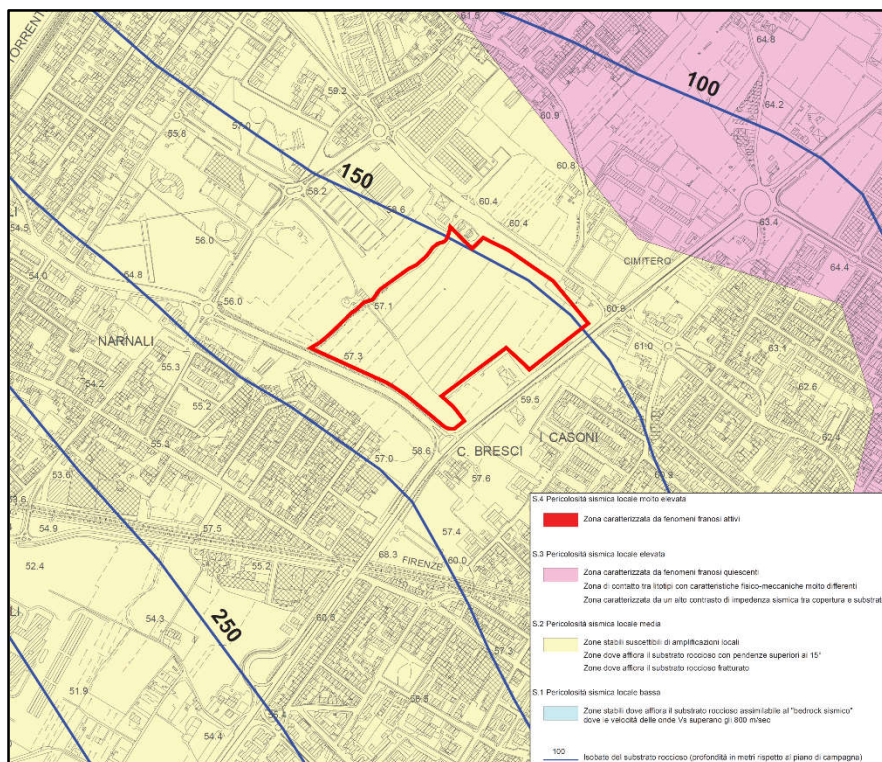 TORRENT
61.5
64.8
100
59.2
64.2
60.9
55.8
57.0
60.8
150
58.2
58.6
60.4
60.4
63.4
LI
54.5
56.0
CIMITERO
64.4
54.0
54.8
57.1
56.0
60.9
NARNALI
57.3
61.0
63.1
55.3
54.2
62.6
55.2
59.5
55.3
58.6
I CASONI
62.4
C. BRESCI
57.0
53.6
57.6
54.9
57.5
57.4
68.3
FIRENZE
60.0
52.4
55.2
54.3
LI
250
60.5
57.3
51.9
56.3
54.4
S.4 Pericolosità sismica locale molto elevata
Zona caratterizzata da fenomeni franosi attivi
S.3 Pericolosità sismica locale elevata
Zona caratterizzata da fenomeni franosi quiescenti
Zona di contatto tra litotipi con caratteristiche fisico-meccaniche molto differenti
Zona caratterizzata da un alto contrasto di impedenza sismica tra copertura e substrat
S.2 Pericolosità sismica locale media
Zone stabili suscettibili di amplificazioni locali
Zone dove affiora il substrato roccioso con pendenze superiori ai 15°
Zone dove affiora il substrato roccioso fratturato
S.1 Pericolosità sismica locale bassa
Zone stabili dove affiora il substrato roccioso assimilabile al "bedrock sismico"
dove le velocità delle onde Vs superano gli 800 m/sec
100
Isobate del substrato roccioso (profondità in metri rispetto al piano di campagna)